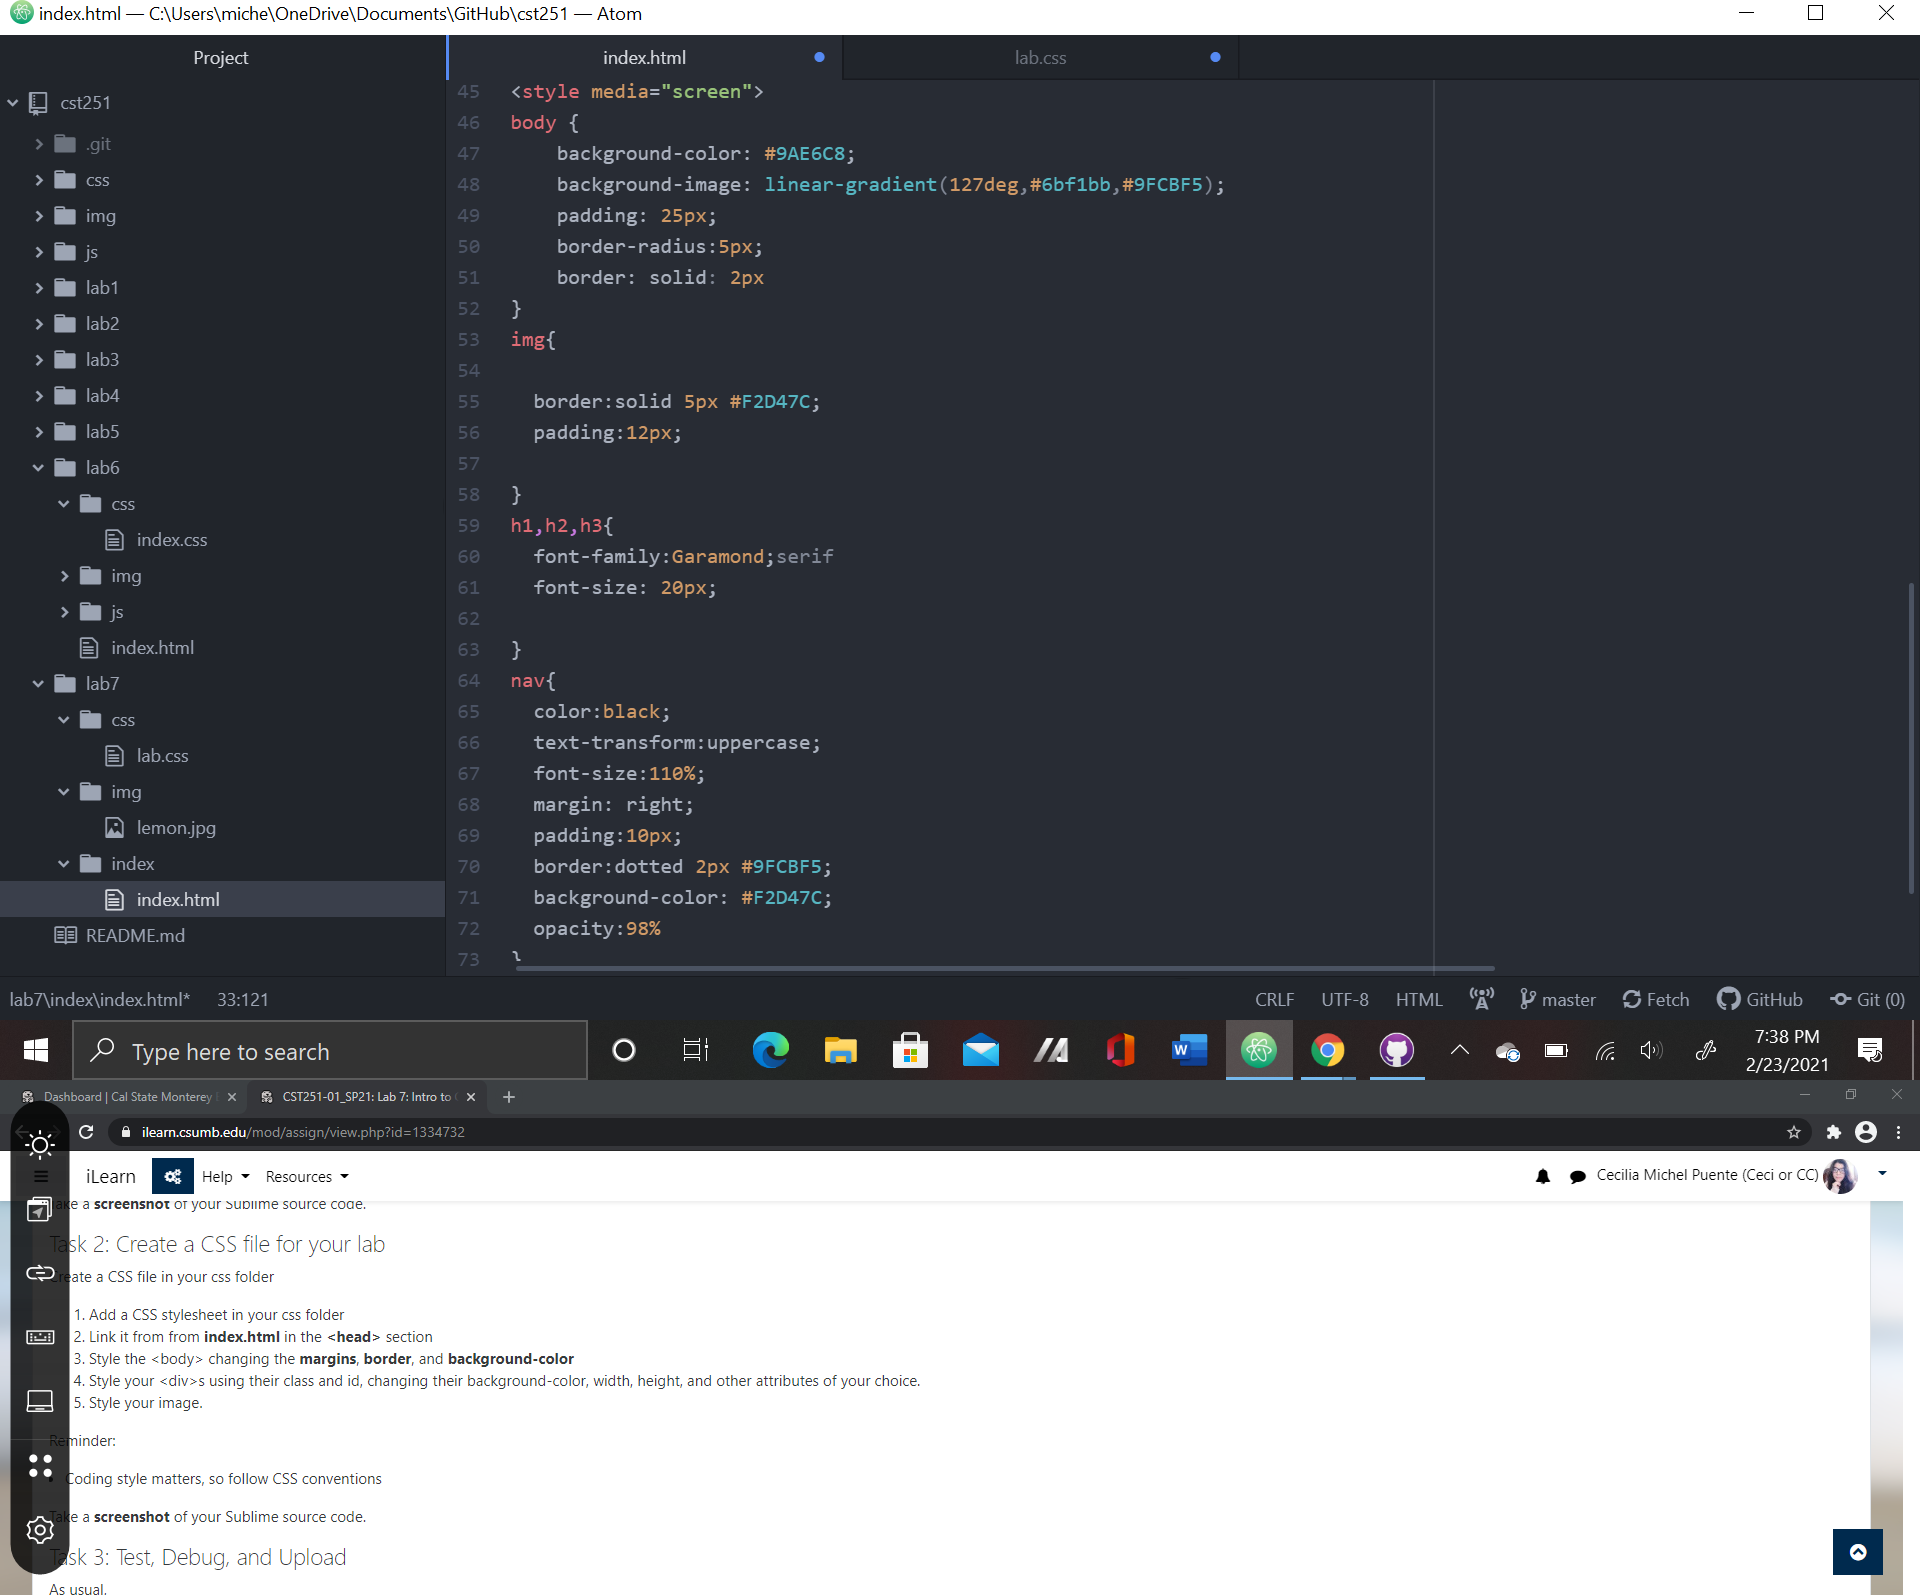 index.html — C:\Users\miche\OneDrive\Documents\GitHub\cst251 — Atom
Project
index.html
lab.css
cst251
.git
css
img
js
lab1
lab2
lab3
lab4
lab5
lab6
css
index.css
img
js
index.html
lab7
css
lab.css
img
lemon.jpg
index
index.html
README.md
45 <style media="screen">
46 body {
47 background-color: #9AE6C8;
48 background-image: linear-gradient(127deg,#6bf1bb,#9FCBF5);
49 padding: 25px;
50 border-radius:5px;
51 border: solid: 2px
52 }
53 img{
54
55 border:solid 5px #F2D47C;
56 padding:12px;
57
58 }
59 h1,h2,h3{
60 font-family:Garamond;serif
61 font-size: 20px;
62
63 }
64 nav{
65 color:black;
66 text-transform:uppercase;
67 font-size:110%;
68 margin: right;
69 padding:10px;
70 border:dotted 2px #9FCBF5;
71 background-color: #F2D47C;
72 opacity:98%
73 }
lab7\index\index.html* 33:121
CRLF UTF-8 HTML master Fetch GitHub Git (0)
Type here to search
7:38 PM
2/23/2021
Dashboard | Cal State Monterey
CST251-01_SP21: Lab 7: Intro to
ilearn.csumb.edu/mod/assign/view.php?id=1334732
iLearn Help Resources
Cecilia Michel Puente (Ceci or CC)
Take a screenshot of your Sublime source code.
Task 2: Create a CSS file for your lab
Create a CSS file in your css folder
1. Add a CSS stylesheet in your css folder
2. Link it from from index.html in the <head> section
3. Style the <body> changing the margins, border, and background-color
4. Style your <div>s using their class and id, changing their background-color, width, height, and other attributes of your choice.
5. Style your image.
Reminder:
Coding style matters, so follow CSS conventions
Take a screenshot of your Sublime source code.
Task 3: Test, Debug, and Upload
As usual.